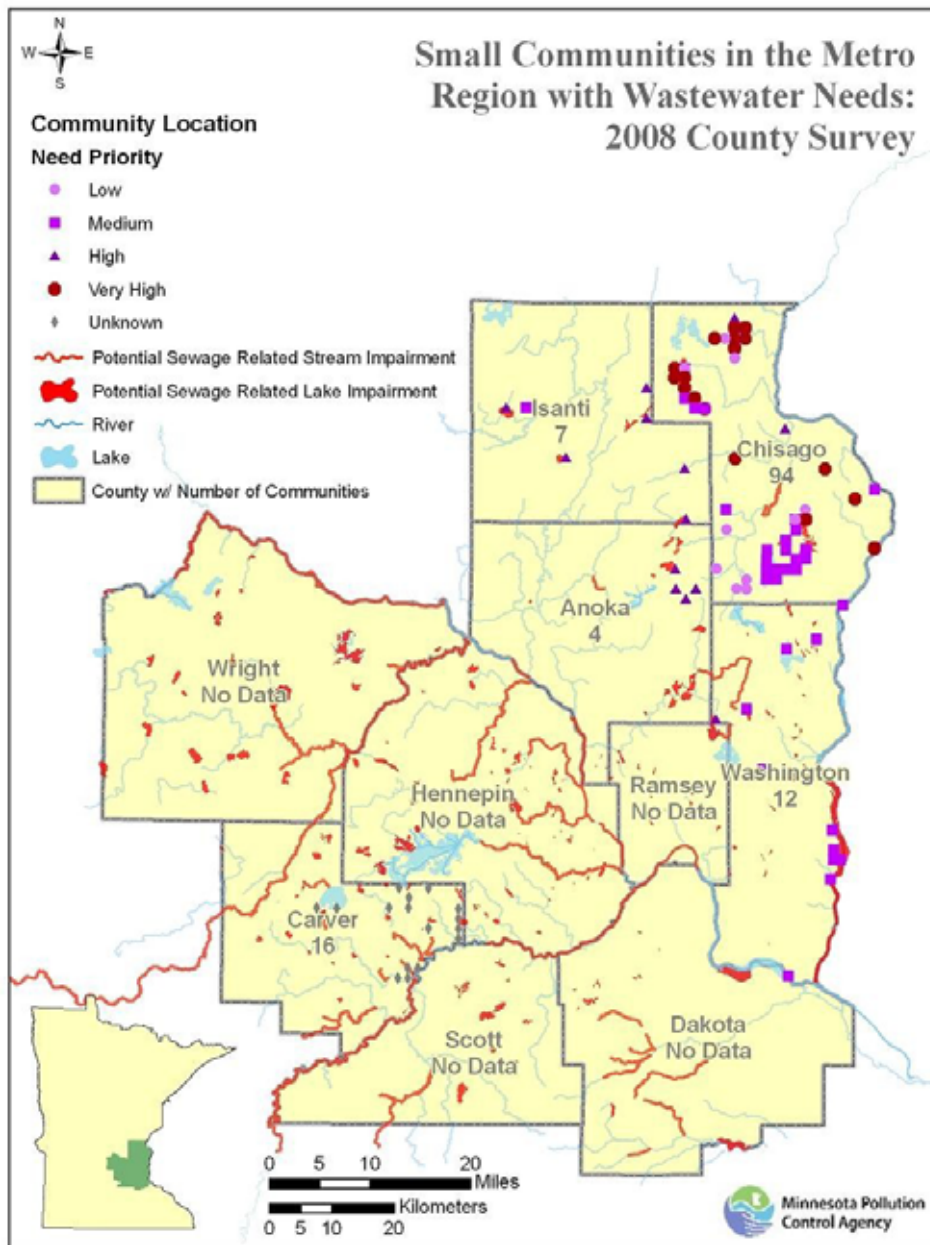 N
W E
S
Small Communities in the Metro
Region with Wastewater Needs:
2008 County Survey
Community Location
Need Priority
Low
Medium
High
Very High
Unknown
Potential Sewage Related Stream Impairment
Potential Sewage Related Lake Impairment
River
Lake
County w/ Number of Communities
Isanti
7
Chisago
94
Anoka
4
Wright
No Data
Hennepin
No Data
Ramsey
No Data
Washington
12
Carver
16
Scott
No Data
Dakota
No Data
0 5 10 20
Miles
Kilometers
0 5 10 20
Minnesota Pollution
Control Agency